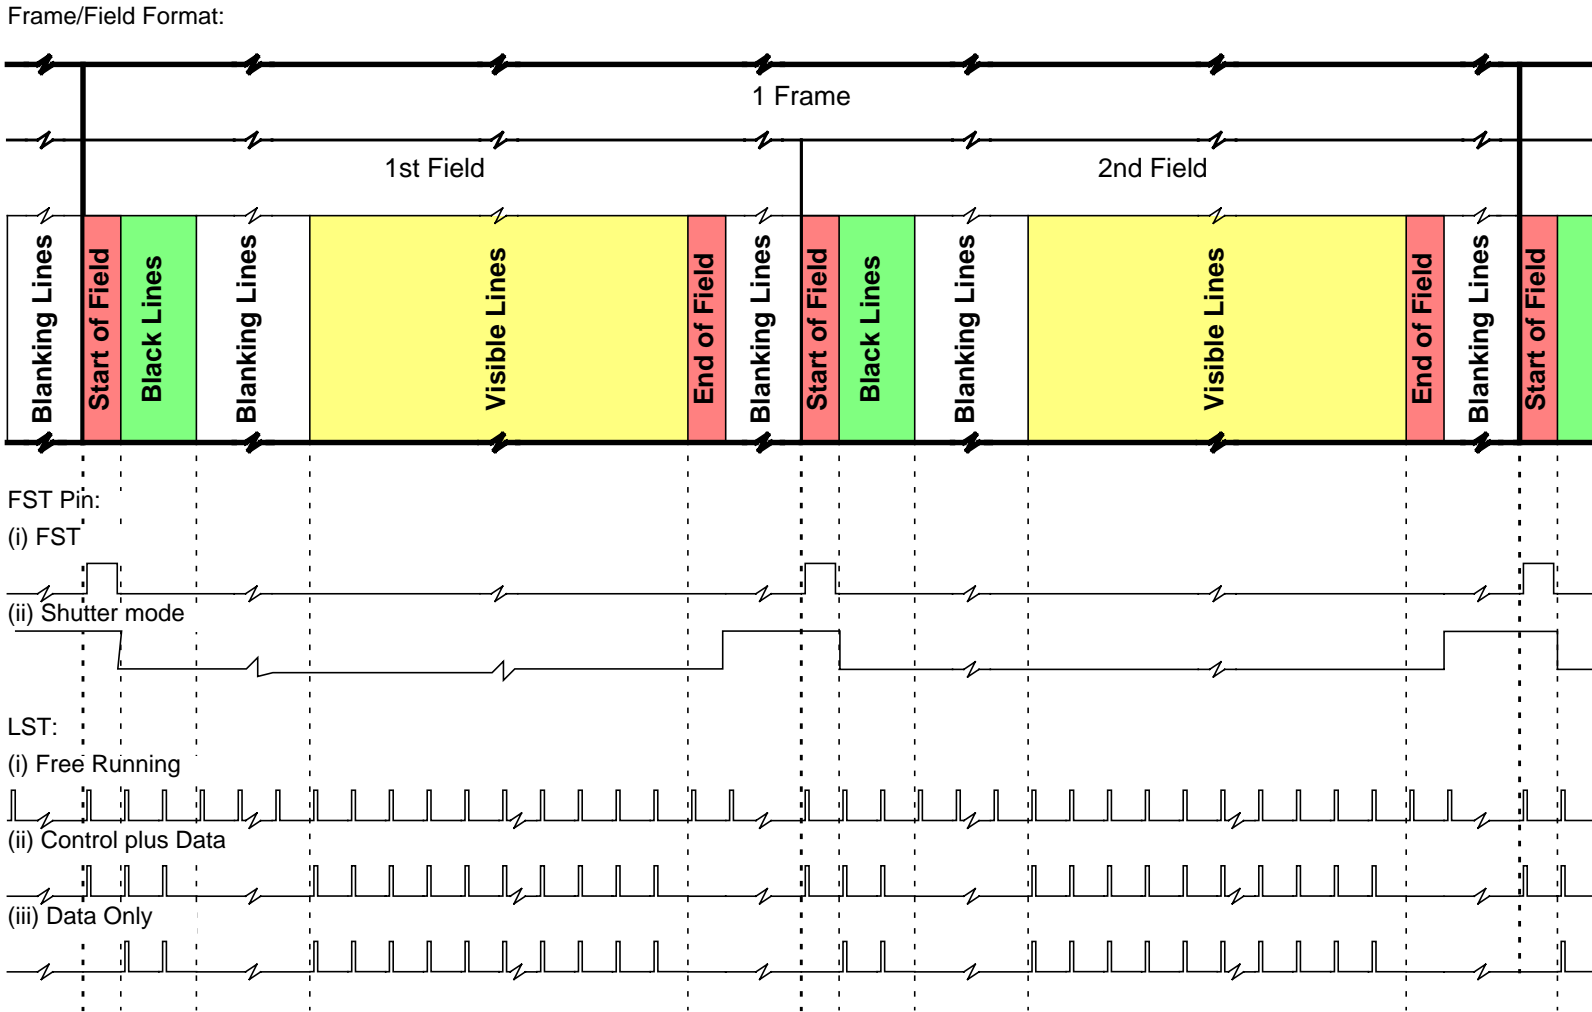 Frame/Field Format:
1 Frame
1st Field
2nd Field
Blanking Lines
Start of Field
Black Lines
Blanking Lines
Visible Lines
End of Field
Blanking Lines
Start of Field
Black Lines
Blanking Lines
Visible Lines
End of Field
Blanking Lines
Start of Field
FST Pin:
(i) FST
(ii) Shutter mode
LST:
(i) Free Running
(ii) Control plus Data
(iii) Data Only